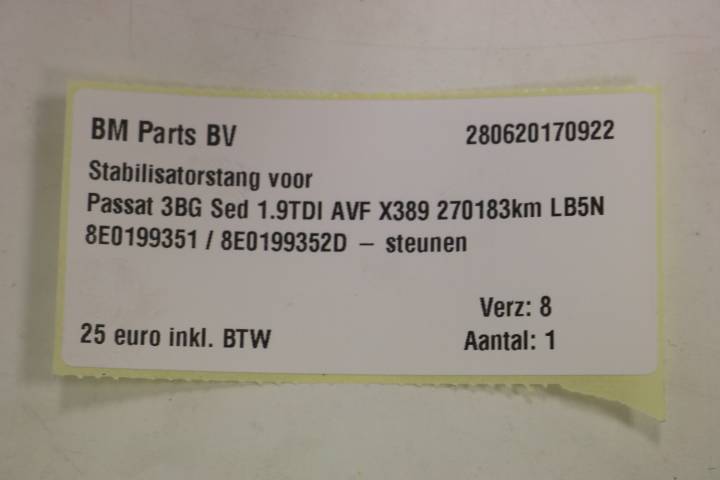 BM Parts BV 280620170922
Stabilisatorstang voor
Passat 3BG Sed 1.9TDI AVF X389 270183km LB5N
8E0199351 / 8E0199352D – steunen
Verz: 8
25 euro inkl. BTW Aantal: 1